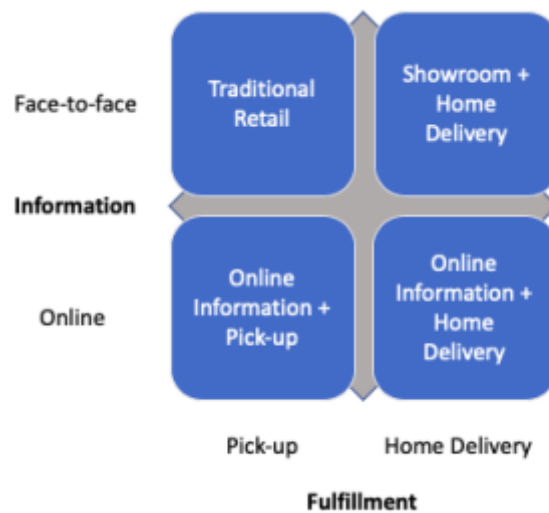 Face-to-face
Traditional
Retail
Showroom +
Home
Delivery
Information
Online
Online
Information +
Pick-up
Online
Information +
Home
Delivery
Pick-up
Home Delivery
Fulfillment